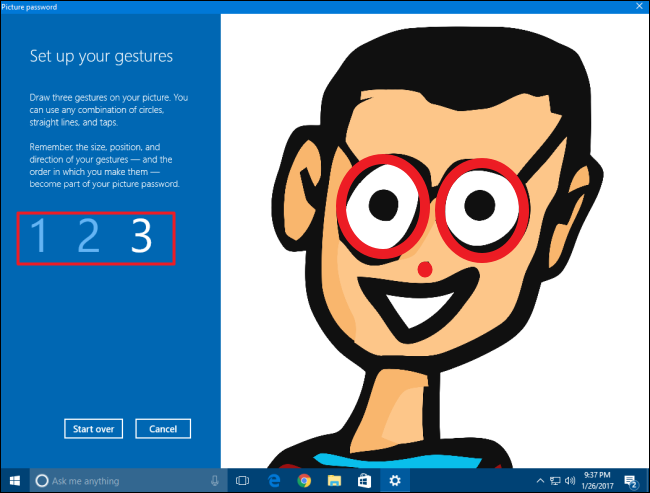 Picture password
Set up your gestures
Draw three gestures on your picture. You
can use any combination of circles,
straight lines, and taps.
Remember, the size, position, and
direction of your gestures — and the
order in which you make them —
become part of your picture password.
1 2 3
Start over Cancel
Ask me anything
9:37 PM
1/26/2017
2